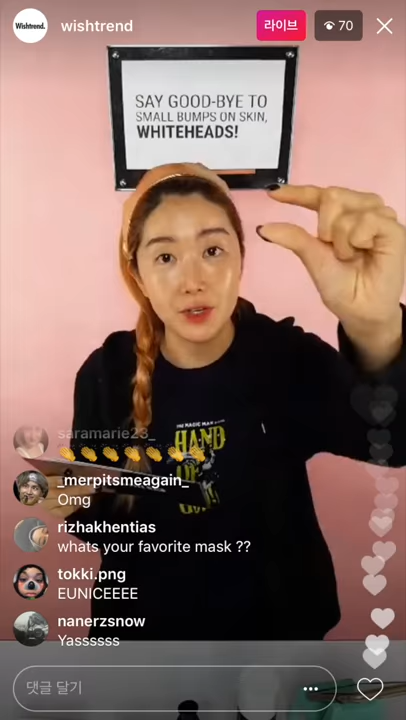 Wishtrend.
wishtrend
라이브
70
SAY GOOD-BYE TO
SMALL BUMPS ON SKIN,
WHITEHEADS!
HAND
saramarie23_
👏👏👏👏👏👏
_merpitsmeagain_
Omg
rizhakhentias
whats your favorite mask ??
tokki.png
EUNICEEEE
nanerzsnow
Yassssss
댓글 달기